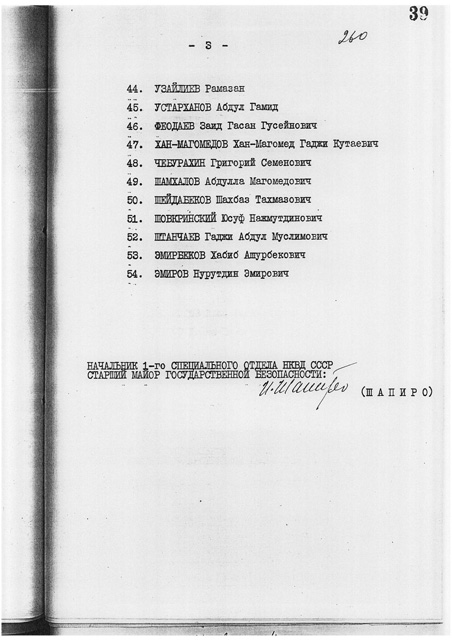 39
- 3 -
260
44. УЗАЙЛИЕВ Рамазан
45. УСТАРХАНОВ Абдул Гамид
46. ФЕОДАЕВ Заид Гасан Гусейнович
47. ХАН-МАГОМЕДОВ Хан-Магомед Гаджи Кутаевич
48. ЧЕБУРАХИН Григорий Семенович
49. ШАМХАЛОВ Абдулла Магомедович
50. ШЕЙДАБЕКОВ Шахбаз Тахмазович
51. ШОВКРИНСКИЙ Юсуф Нажмутдинович
52. ШТАНЧАЕВ Гаджи Абдул Муслимович
53. ЭМИРБЕКОВ Хабиб Ашурбекович
54. ЭМИРОВ Нурутдин Эмирович
НАЧАЛЬНИК 1-го СПЕЦИАЛЬНОГО ОТДЕЛА НКВД СССР
СТАРШИЙ МАЙОР ГОСУДАРСТВЕННОЙ БЕЗОПАСНОСТИ:
И. Шапиро
(ШАПИРО)